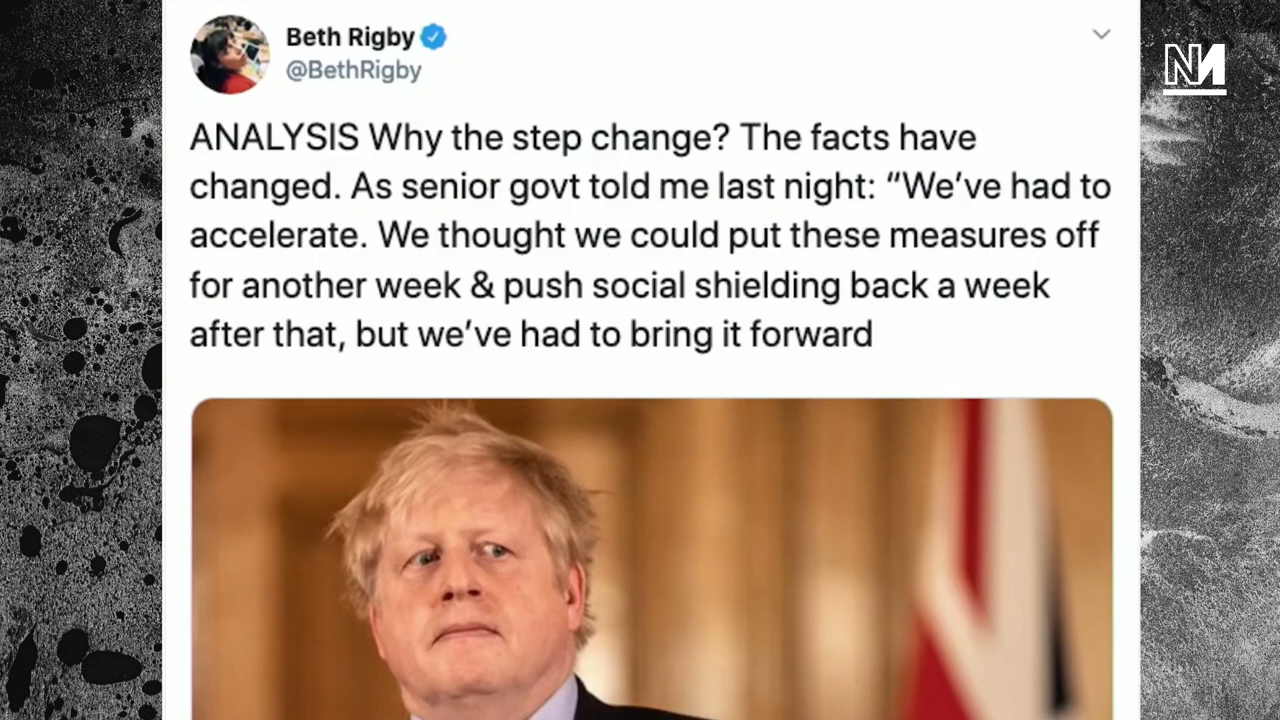 Beth Rigby
@BethRigby
NM
ANALYSIS Why the step change? The facts have
changed. As senior govt told me last night: “We’ve had to
accelerate. We thought we could put these measures off
for another week & push social shielding back a week
after that, but we’ve had to bring it forward